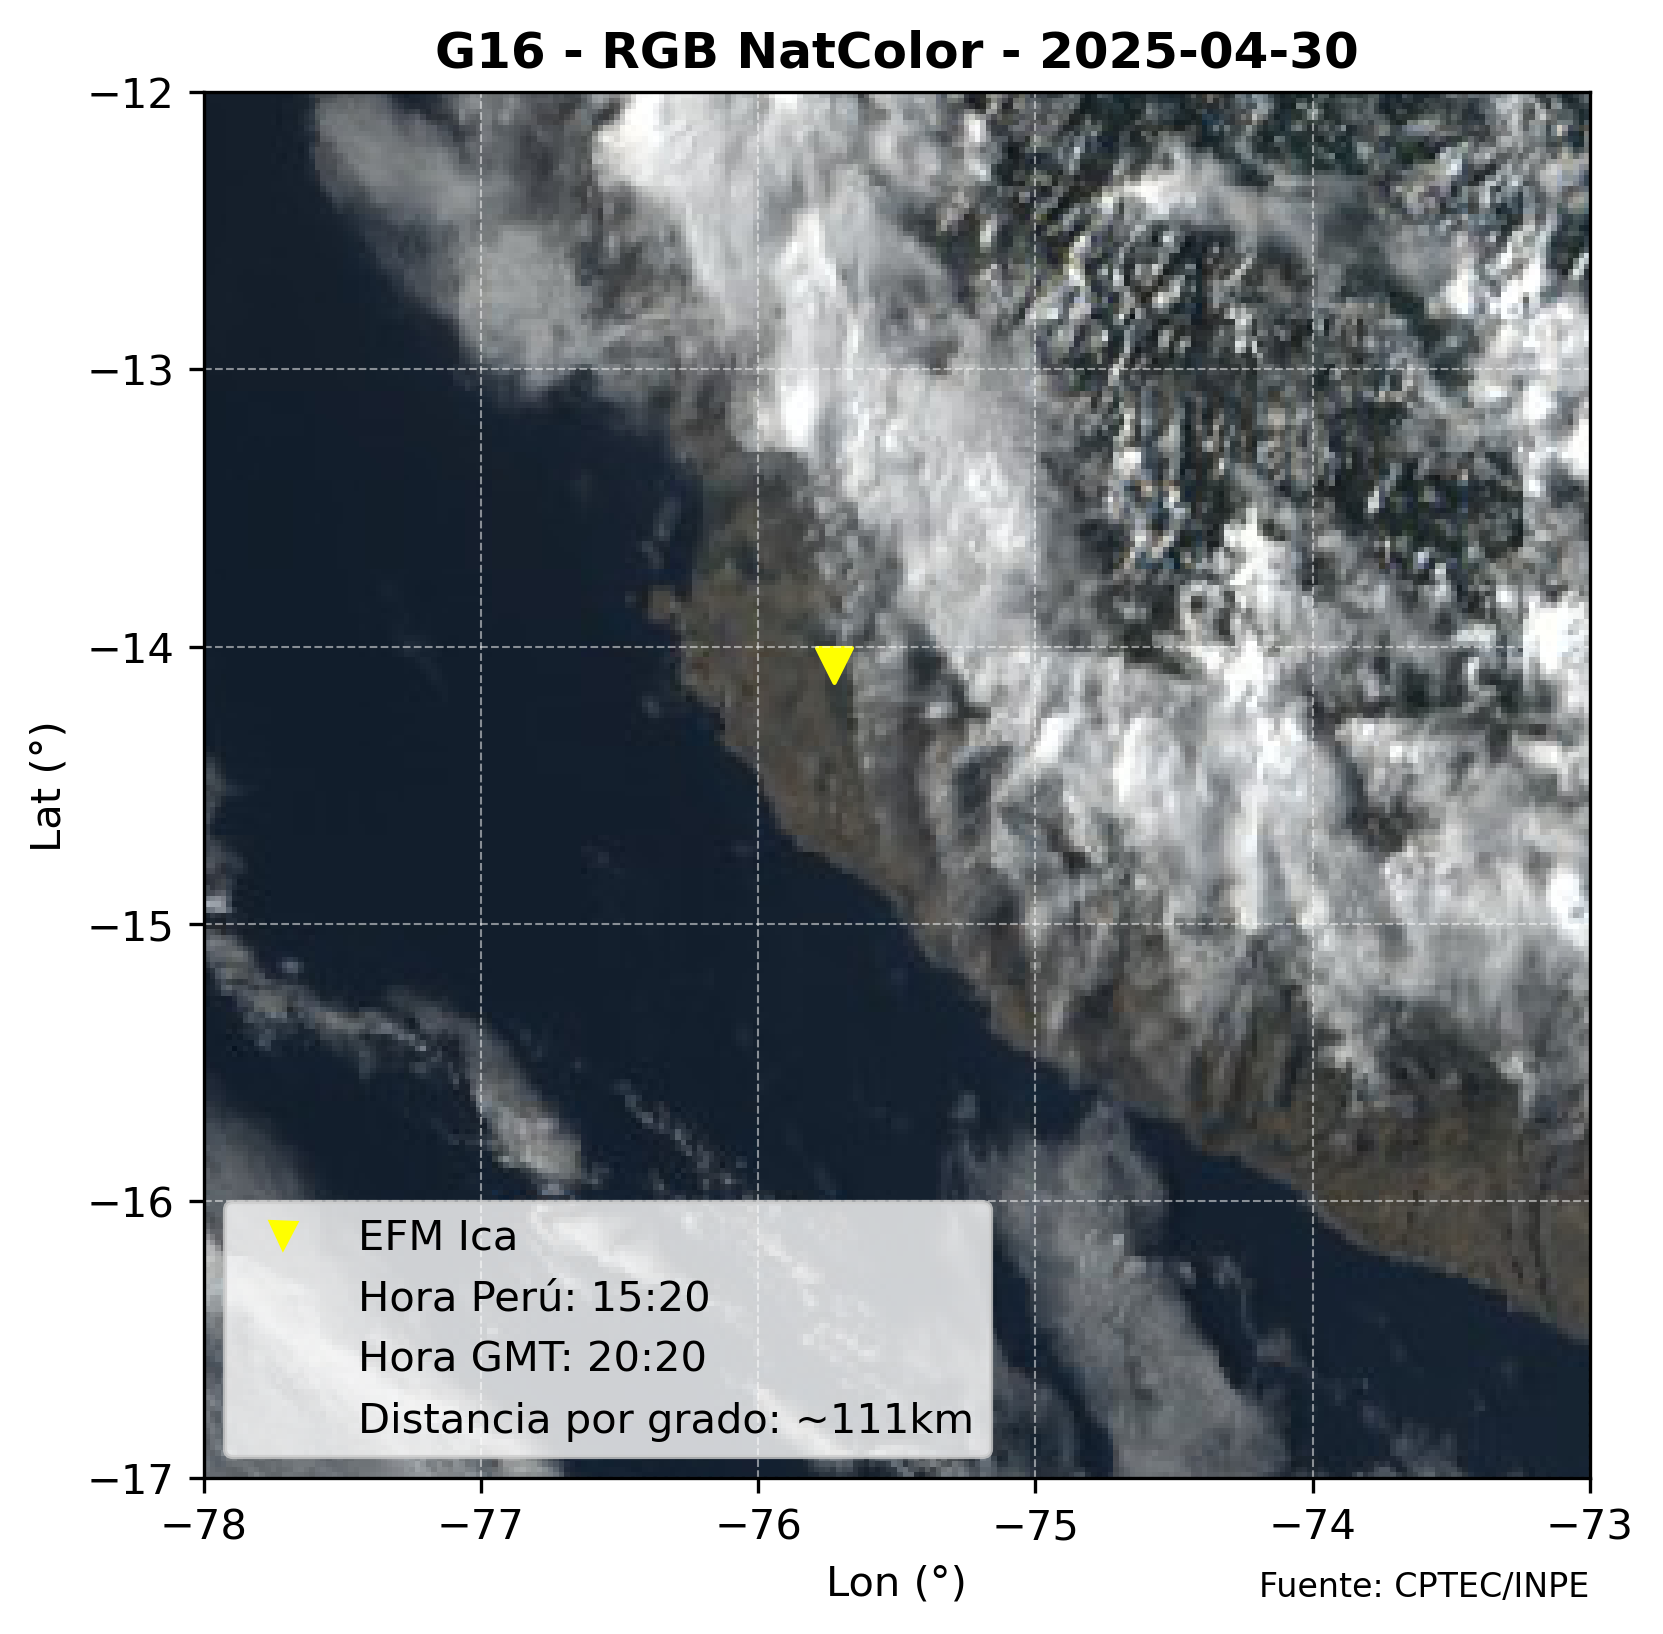 G16 - RGB NatColor - 2025-04-30
−12
−13
−14
−15
−16
−17
Lat (°)
EFM Ica
Hora Perú: 15:20
Hora GMT: 20:20
Distancia por grado: ~111km
−78 −77 −76 −75 −74 −73
Lon (°)
Fuente: CPTEC/INPE